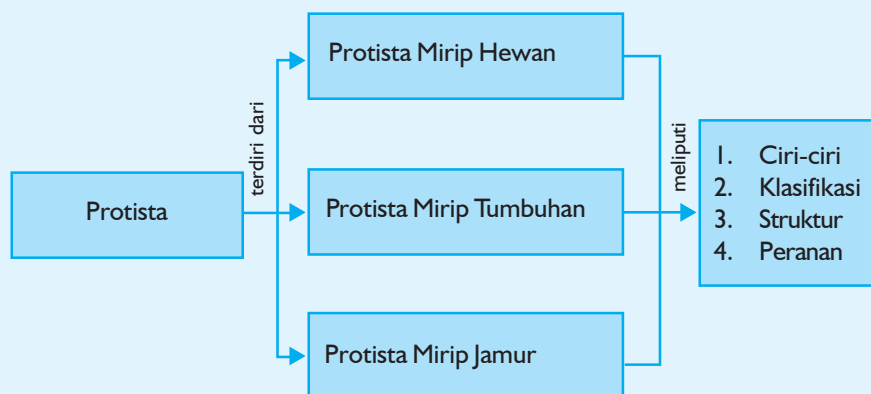 Protista
terdiri dari
Protista Mirip Hewan
Protista Mirip Tumbuhan
Protista Mirip Jamur
meliputi
1. Ciri-ciri
2. Klasifikasi
3. Struktur
4. Peranan